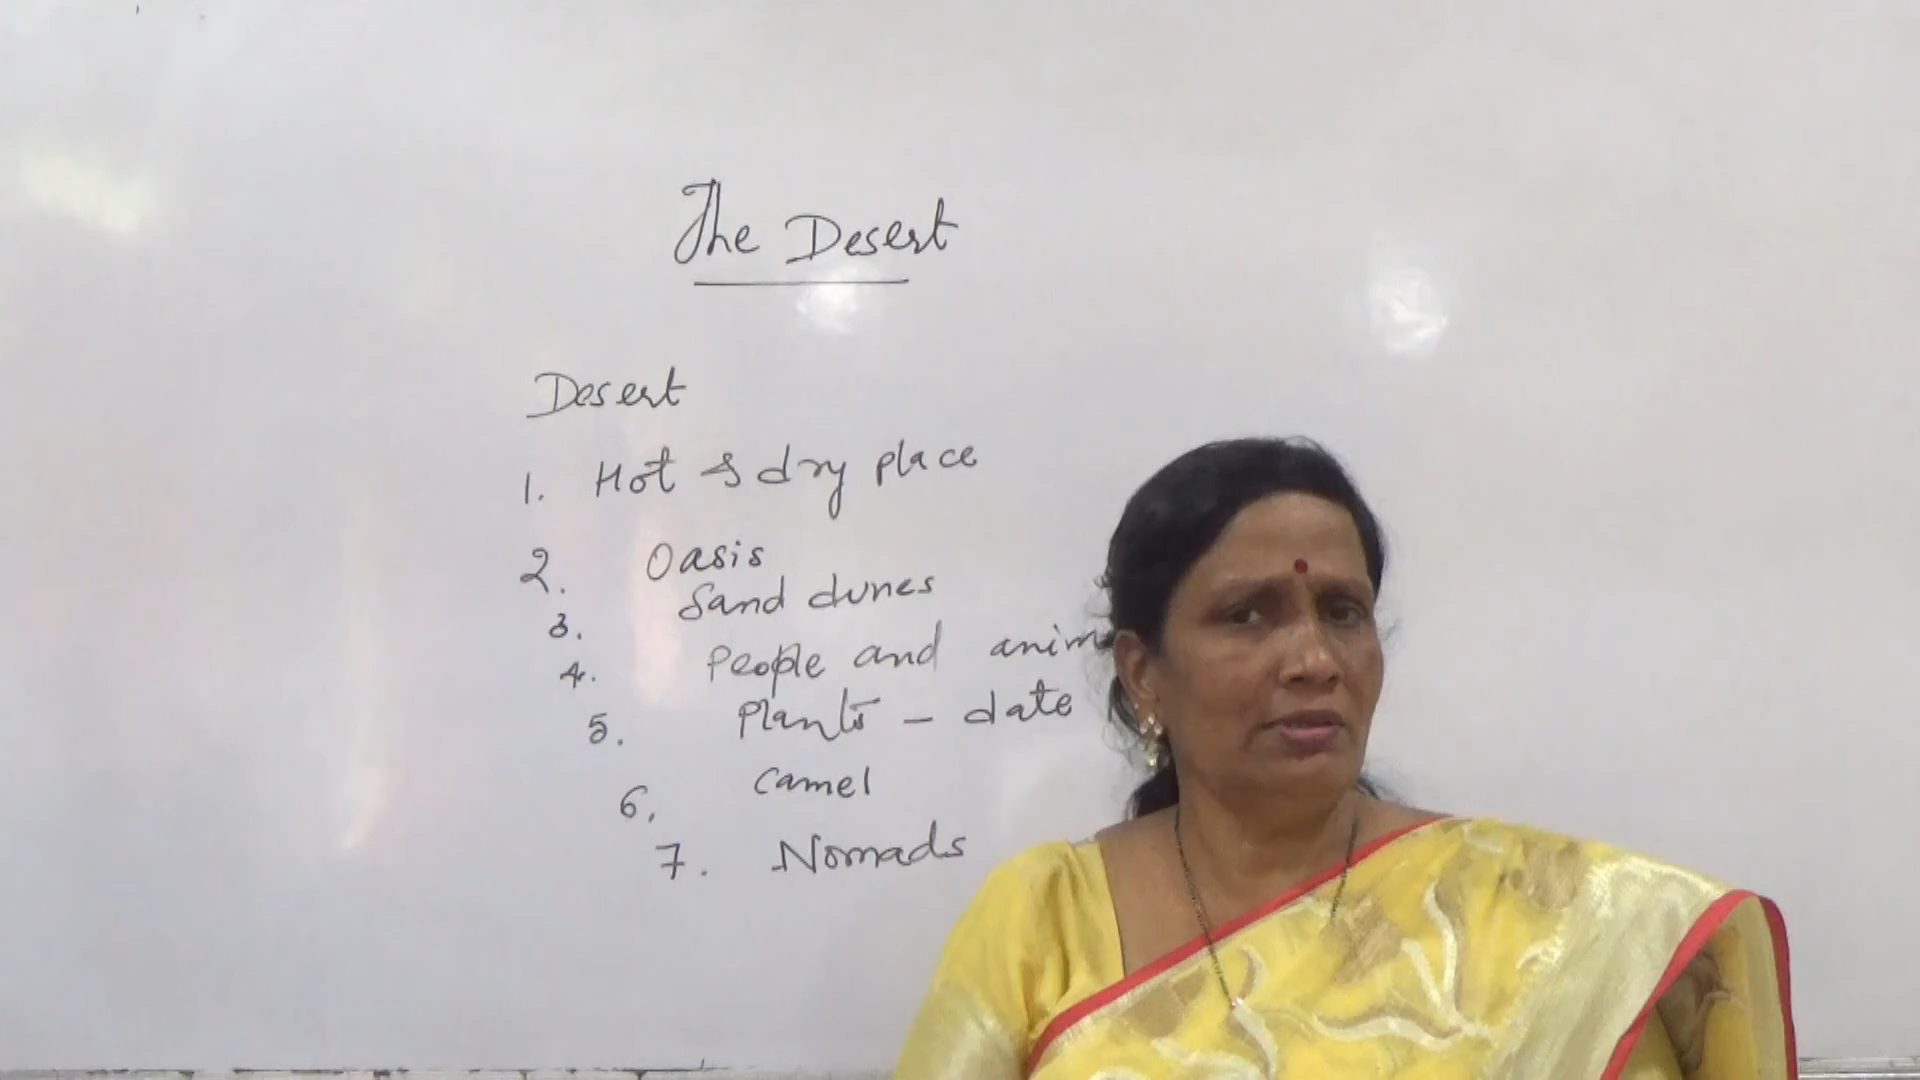 The Desert
Desert
1. Hot & dry place
2. Oasis
3. Sand dunes
4. People and
5. Plants - date
6. Camel
7. Nomads